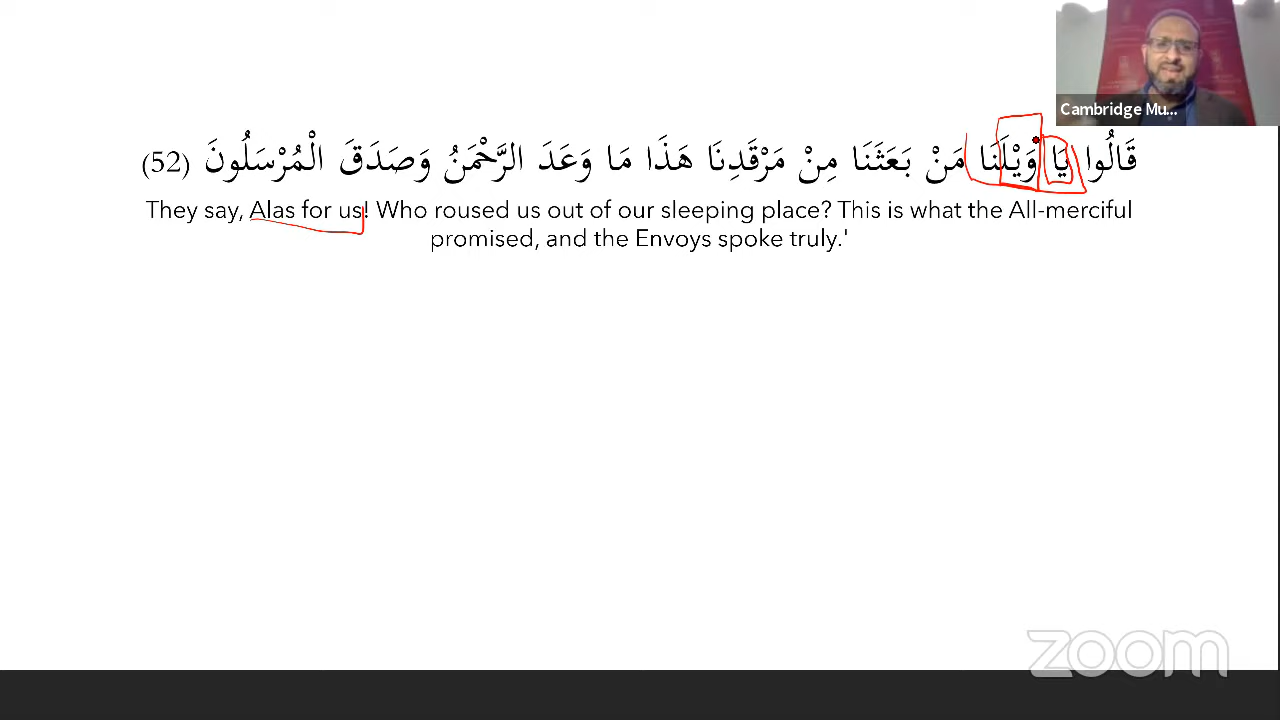 Cambridge Mu...
قَالُوا يَا وَيْلَنَا مَنْ بَعَثَنَا مِنْ مَرْقَدِنَا هَذَا مَا وَعَدَ الرَّحْمَنُ وَصَدَقَ الْمُرْسَلُونَ (52)
They say, Alas for us! Who roused us out of our sleeping place? This is what the All-merciful
promised, and the Envoys spoke truly.'
zoom